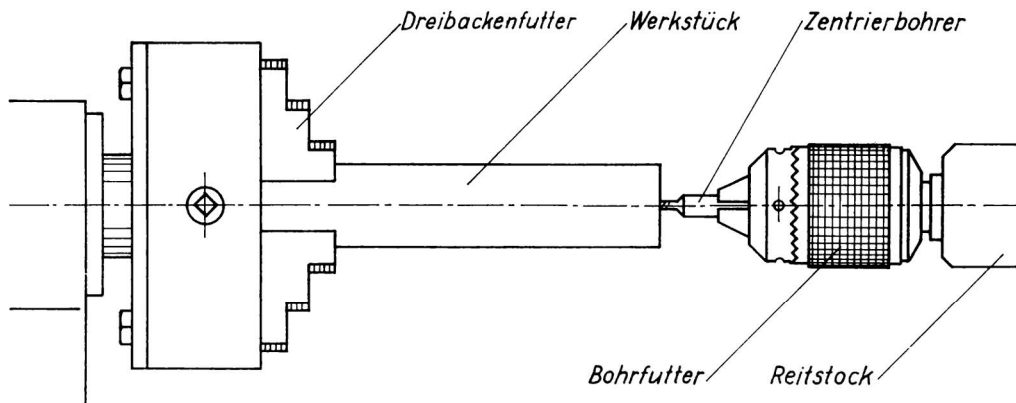 Dreibackenfutter
Werkstück
Zentrierbohrer
Bohrfutter
Reitstock